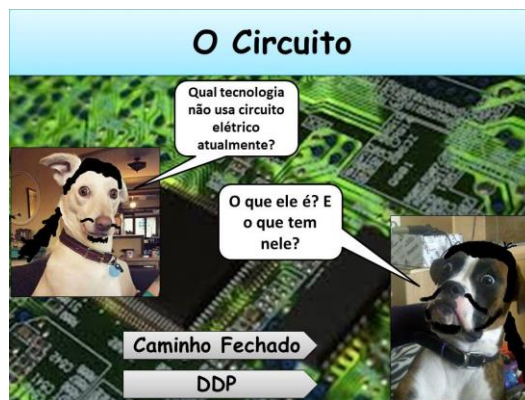 O Circuito
Qual tecnologia
não usa circuito
elétrico
atualmente?
O que ele é? E
o que tem
nele?
Caminho Fechado
DDP